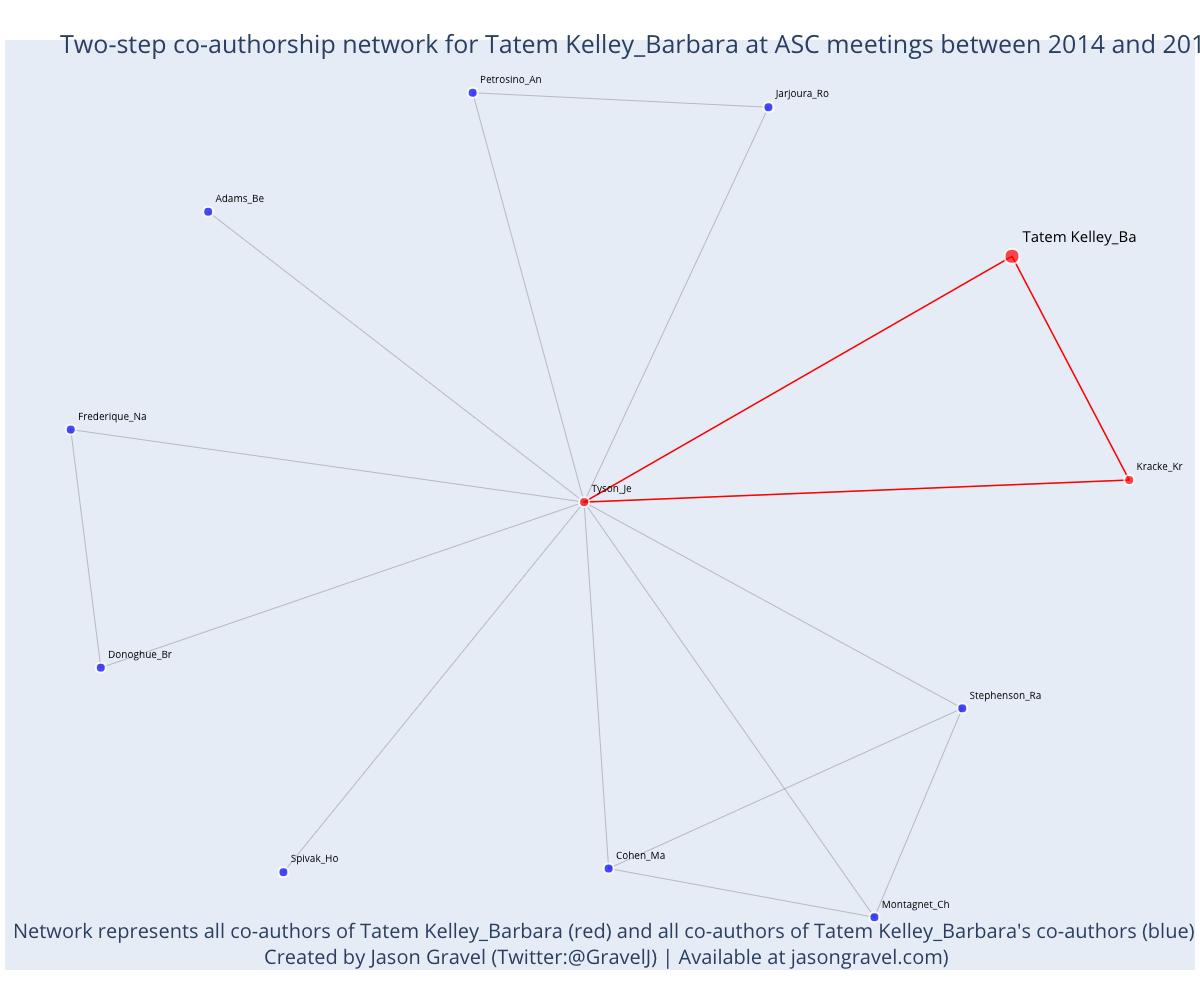 Two-step co-authorship network for Tatem Kelley_Barbara at ASC meetings between 2014 and 201
Petrosino_An
Jarjoura_Ro
Adams_Be
Tatem Kelley_Ba
Frederique_Na
Kracke_Kr
Tyson_Je
Donoghue_Br
Stephenson_Ra
Spivak_Ho
Cohen_Ma
Montagnet_Ch
Network represents all co-authors of Tatem Kelley_Barbara (red) and all co-authors of Tatem Kelley_Barbara's co-authors (blue)
Created by Jason Gravel (Twitter:@GravelJ) | Available at jasongravel.com)